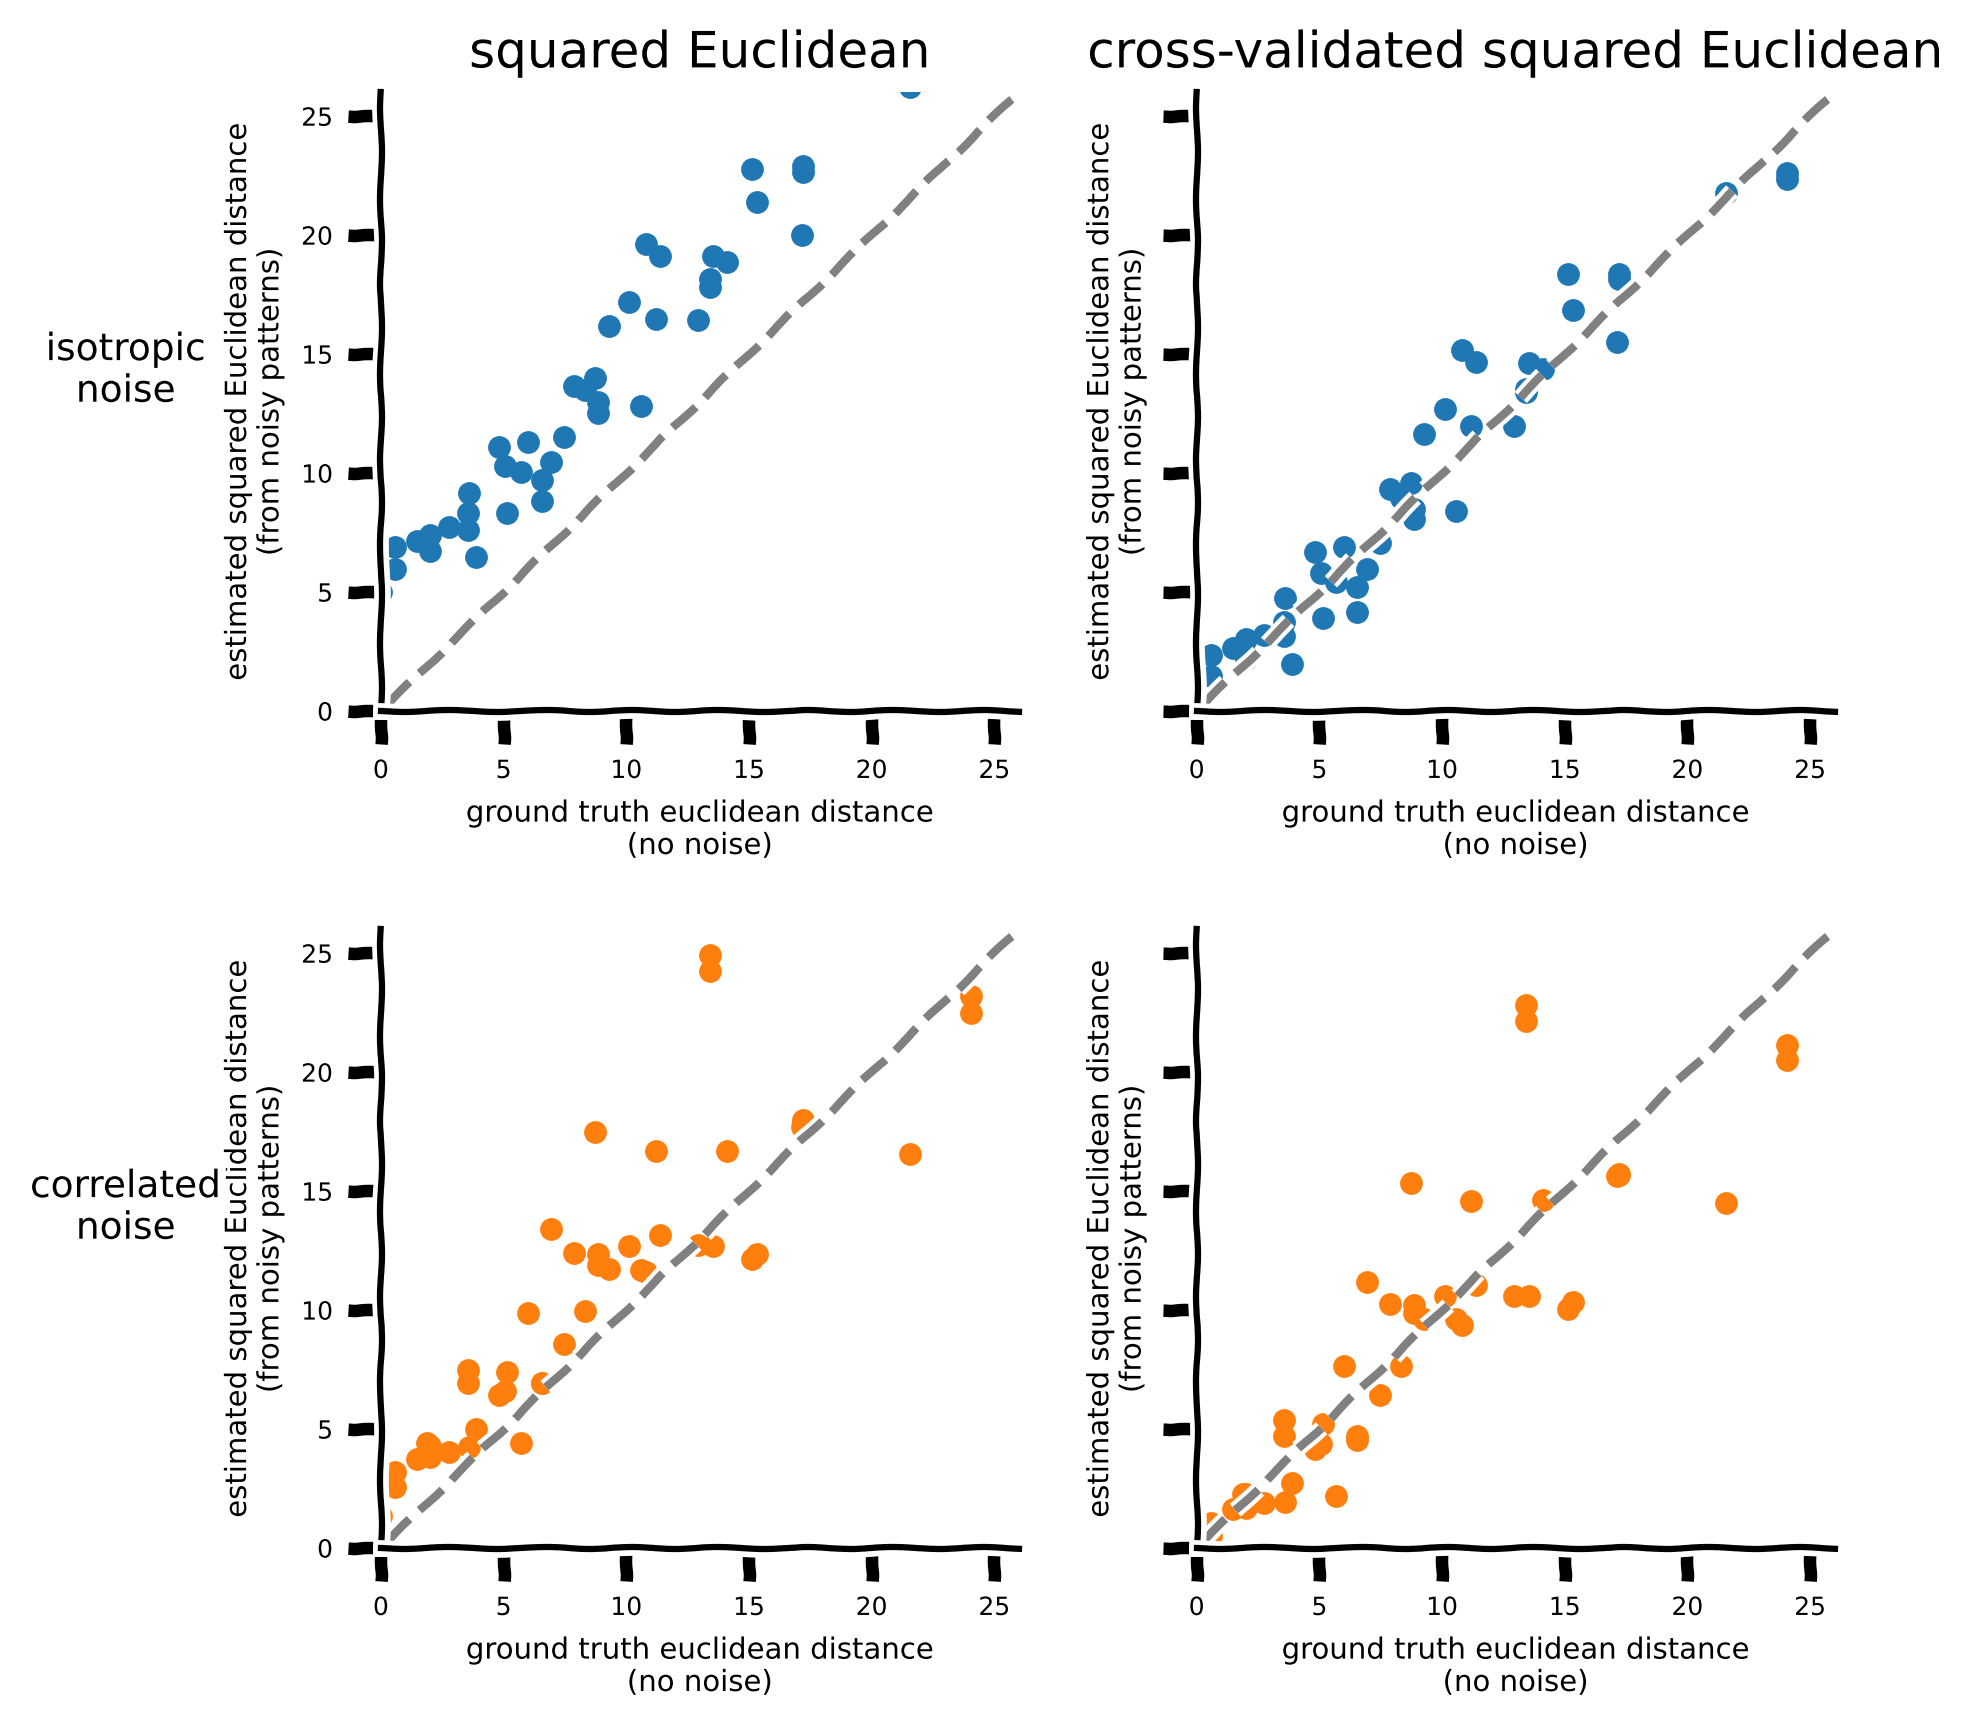 squared Euclidean
cross-validated squared Euclidean
isotropic
noise
estimated squared Euclidean distance
(from noisy patterns)
25
20
15
10
5
0
0 5 10 15 20 25
ground truth euclidean distance
(no noise)
estimated squared Euclidean distance
(from noisy patterns)
0 5 10 15 20 25
ground truth euclidean distance
(no noise)
correlated
noise
estimated squared Euclidean distance
(from noisy patterns)
25
20
15
10
5
0
0 5 10 15 20 25
ground truth euclidean distance
(no noise)
estimated squared Euclidean distance
(from noisy patterns)
0 5 10 15 20 25
ground truth euclidean distance
(no noise)